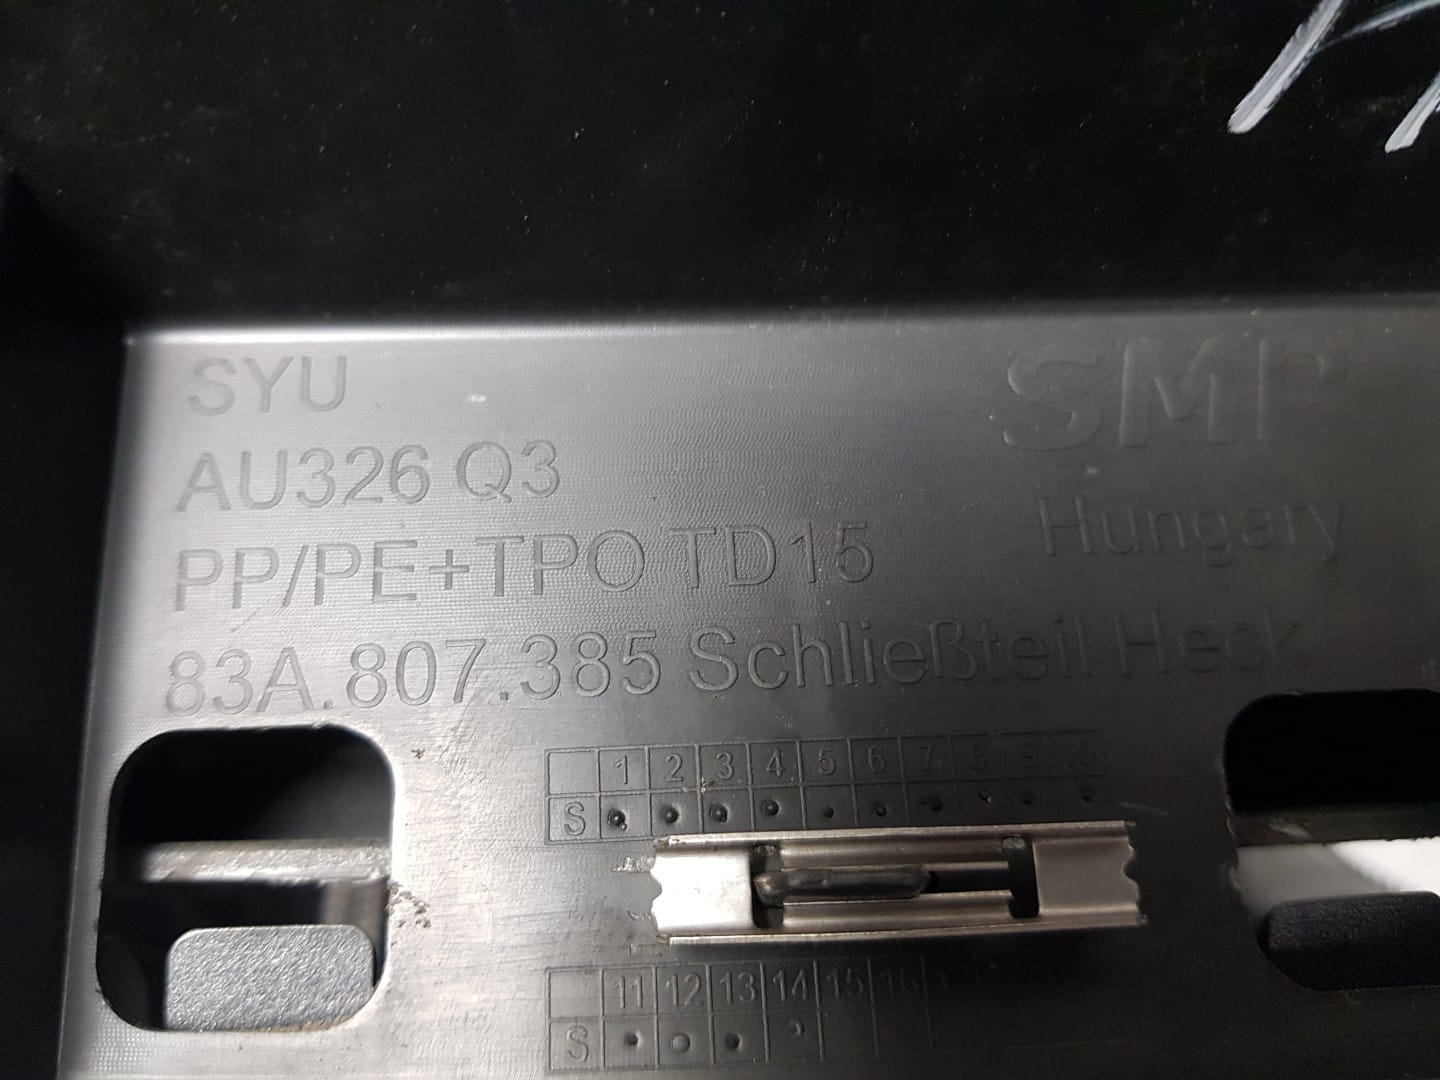 SYU
AU326 Q3
PP/PE+TPO TD15
83A.807.385 Schließteil Heck
SMP
Hungary
1 2 3 4 5 6 7 8 9 10
S
11 12 13 14 15 16
S